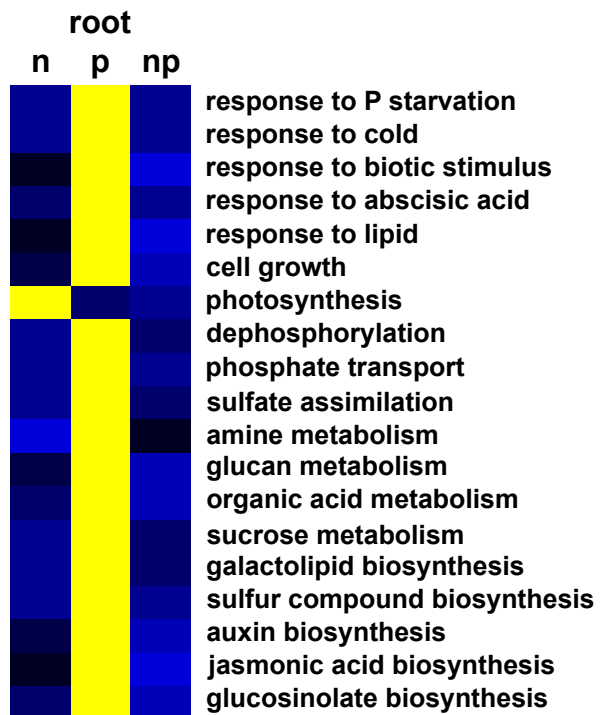 root
n p np
response to P starvation
response to cold
response to biotic stimulus
response to abscisic acid
response to lipid
cell growth
photosynthesis
dephosphorylation
phosphate transport
sulfate assimilation
amine metabolism
glucan metabolism
organic acid metabolism
sucrose metabolism
galactolipid biosynthesis
sulfur compound biosynthesis
auxin biosynthesis
jasmonic acid biosynthesis
glucosinolate biosynthesis